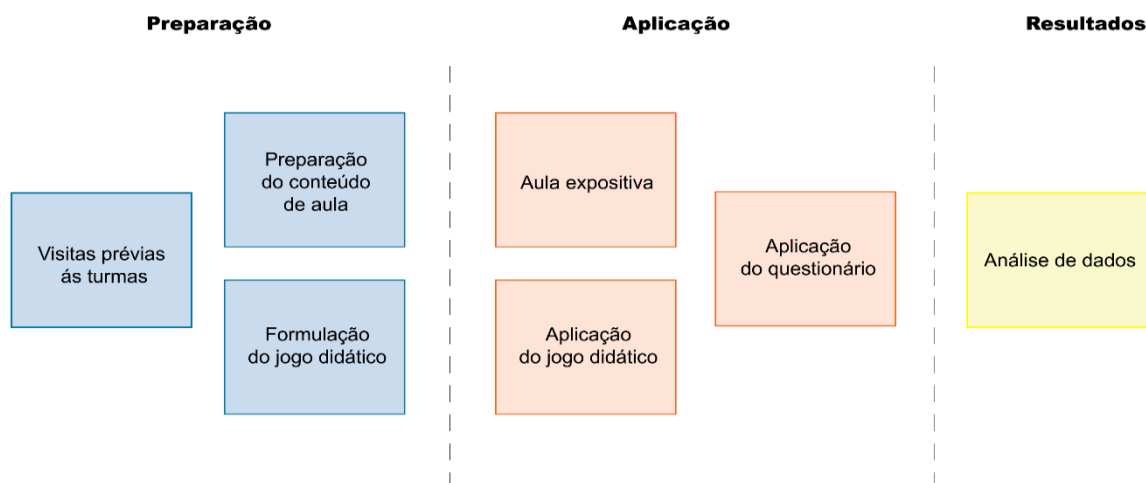 Preparação
Aplicação
Resultados
Visitas prévias
ás turmas
Preparação
do conteúdo
de aula
Formulação
do jogo didático
Aula expositiva
Aplicação
do jogo didático
Aplicação
do questionário
Análise de dados